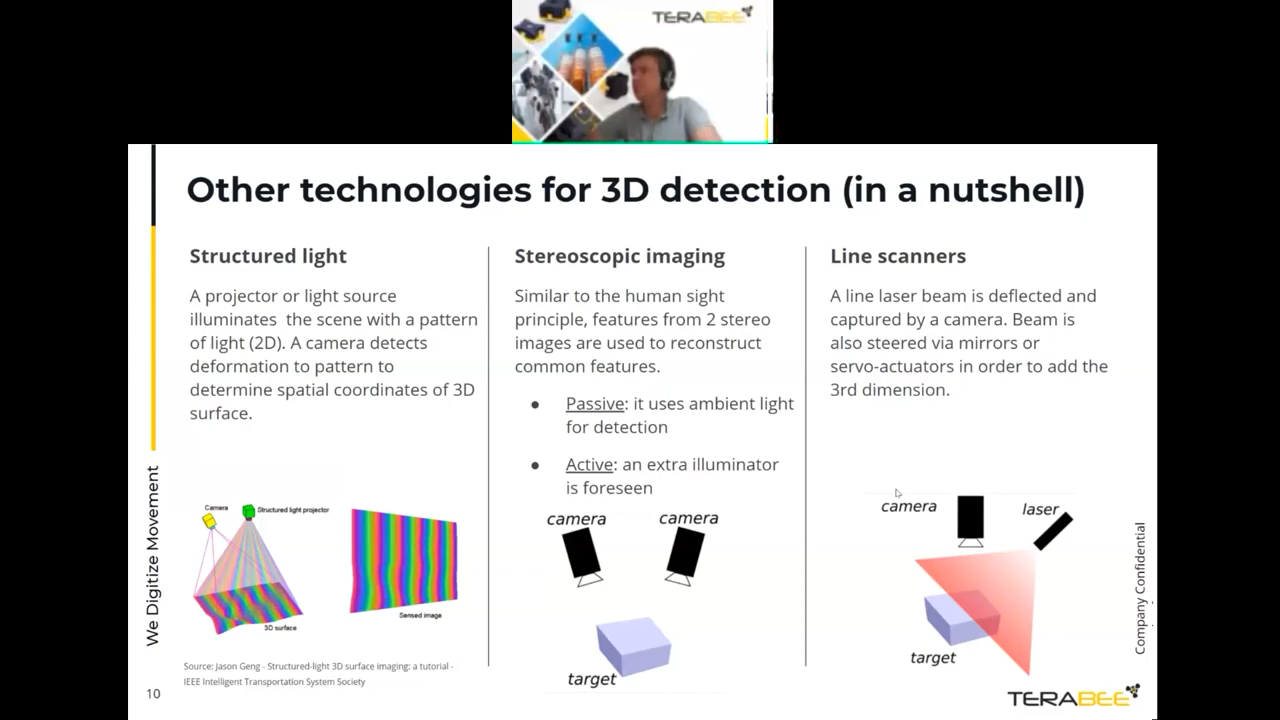 TERABEE
Other technologies for 3D detection (in a nutshell)
Structured light
A projector or light source
illuminates the scene with a pattern
of light (2D). A camera detects
deformation to pattern to
determine spatial coordinates of 3D
surface.
Camera
Structured light projector
3D surface
Sensed image
Source: Jason Geng - Structured-light 3D surface imaging: a tutorial -
IEEE Intelligent Transportation System Society
Stereoscopic imaging
Similar to the human sight
principle, features from 2 stereo
images are used to reconstruct
common features.
● Passive: it uses ambient light
for detection
● Active: an extra illuminator
is foreseen
camera
camera
target
Line scanners
A line laser beam is deflected and
captured by a camera. Beam is
also steered via mirrors or
servo-actuators in order to add the
3rd dimension.
camera
laser
target
We Digitize Movement
Company Confidential
10
TERABEE